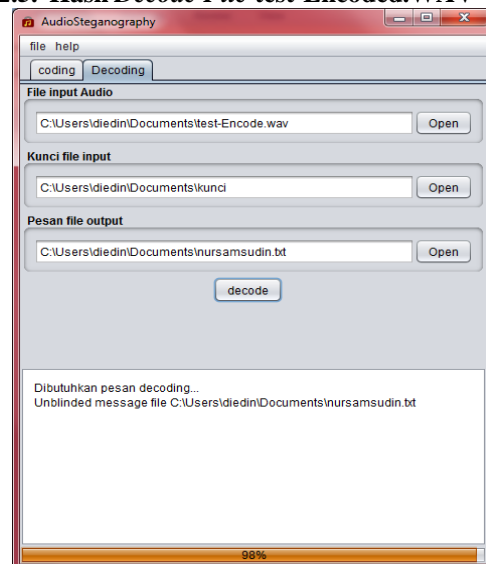 AudioSteganography
file help
coding Decoding
File input Audio
C:\Users\diedin\Documents\test-Encode.wav Open
Kunci file input
C:\Users\diedin\Documents\kunci Open
Pesan file output
C:\Users\diedin\Documents\nursamsudin.txt Open
decode
Dibutuhkan pesan decoding...
Unblinded message file C:\Users\diedin\Documents\nursamsudin.txt
98%